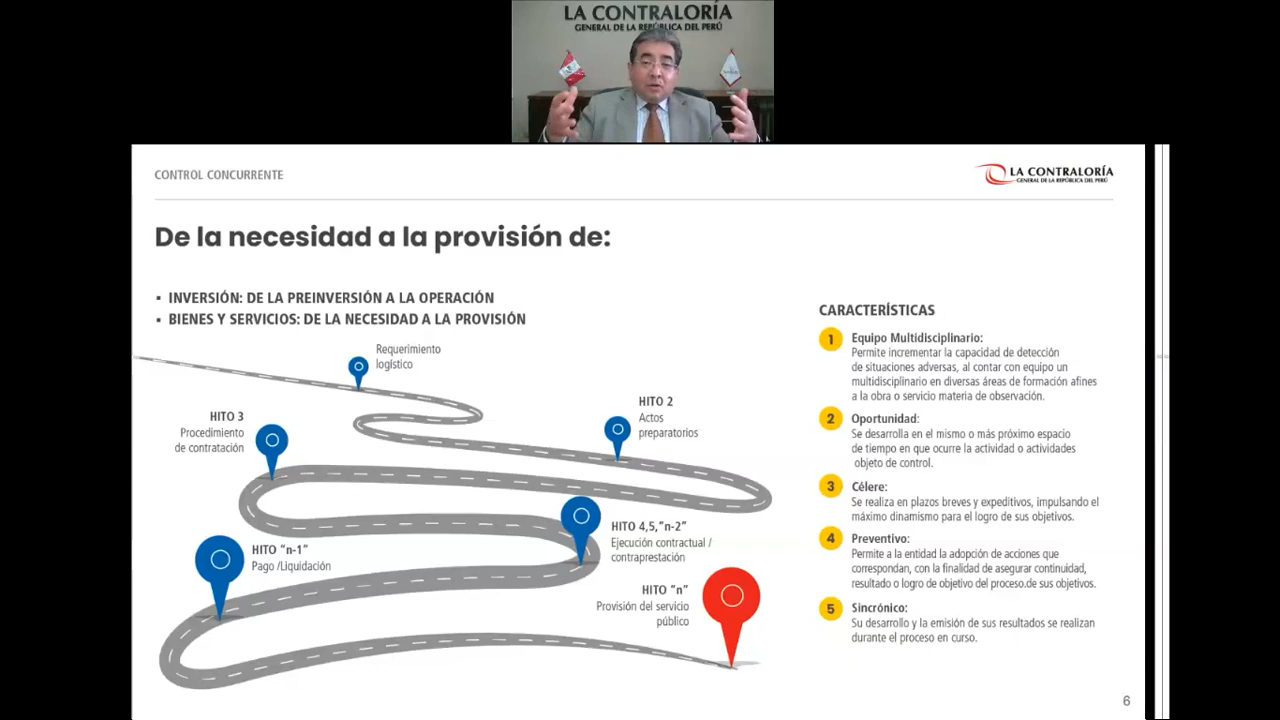 LA CONTRALORÍA
GENERAL DE LA REPÚBLICA DEL PERÚ
CONTROL CONCURRENTE
LA CONTRALORÍA
GENERAL DE LA REPÚBLICA DEL PERÚ
De la necesidad a la provisión de:
▪ INVERSIÓN: DE LA PREINVERSIÓN A LA OPERACIÓN
▪ BIENES Y SERVICIOS: DE LA NECESIDAD A LA PROVISIÓN
Requerimiento
logístico
HITO 2
Actos
preparatorios
HITO 3
Procedimiento
de contratación
HITO 4,5,"n-2"
Ejecución contractual /
contraprestación
HITO "n-1"
Pago /Liquidación
HITO "n"
Provisión del servicio
público
CARACTERÍSTICAS
1 Equipo Multidisciplinario:
Permite incrementar la capacidad de detección
de situaciones adversas, al contar con equipo un
multidisciplinario en diversas áreas de formación afines
a la obra o servicio materia de observación.
2 Oportunidad:
Se desarrolla en el mismo o más próximo espacio
de tiempo en que ocurre la actividad o actividades
objeto de control.
3 Célere:
Se realiza en plazos breves y expeditivos, impulsando el
máximo dinamismo para el logro de sus objetivos.
4 Preventivo:
Permite a la entidad la adopción de acciones que
correspondan, con la finalidad de asegurar continuidad,
resultado o logro de objetivo del proceso.de sus objetivos.
5 Sincrónico:
Su desarrollo y la emisión de sus resultados se realizan
durante el proceso en curso.
6